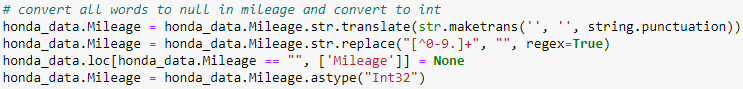 # convert all words to null in mileage and convert to int
honda_data.Mileage = honda_data.Mileage.str.translate(str.maketrans('', '', string.punctuation))
honda_data.Mileage = honda_data.Mileage.str.replace("[^0-9.]+", "", regex=True)
honda_data.loc[honda_data.Mileage == "", ['Mileage']] = None
honda_data.Mileage = honda_data.Mileage.astype("Int32")